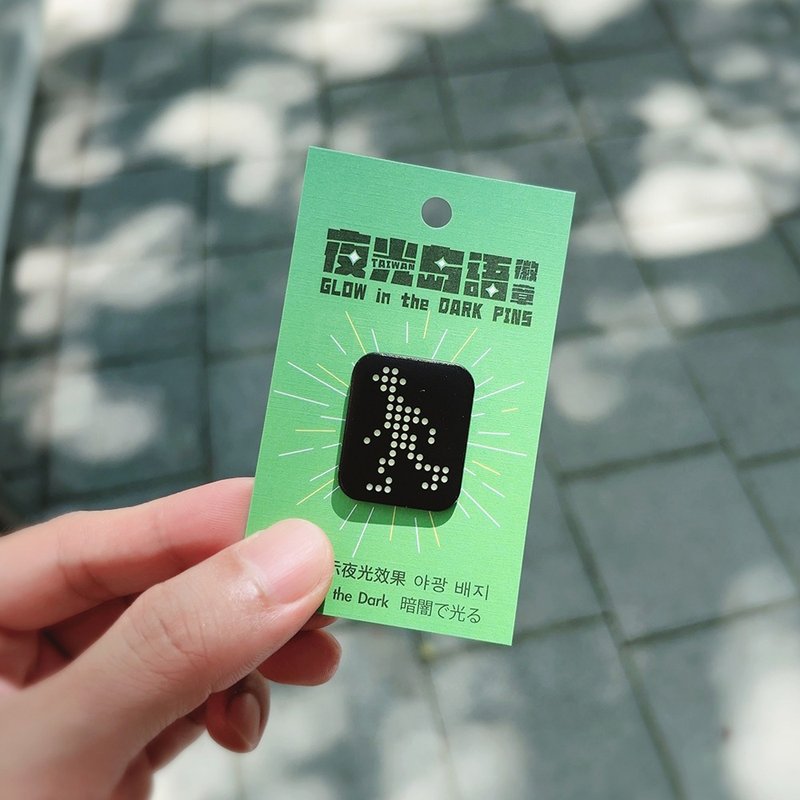 夜光島語徽章
TAIWAN
GLOW in the DARK PINS
示夜光效果 야광 배지
the Dark 暗闇で光る